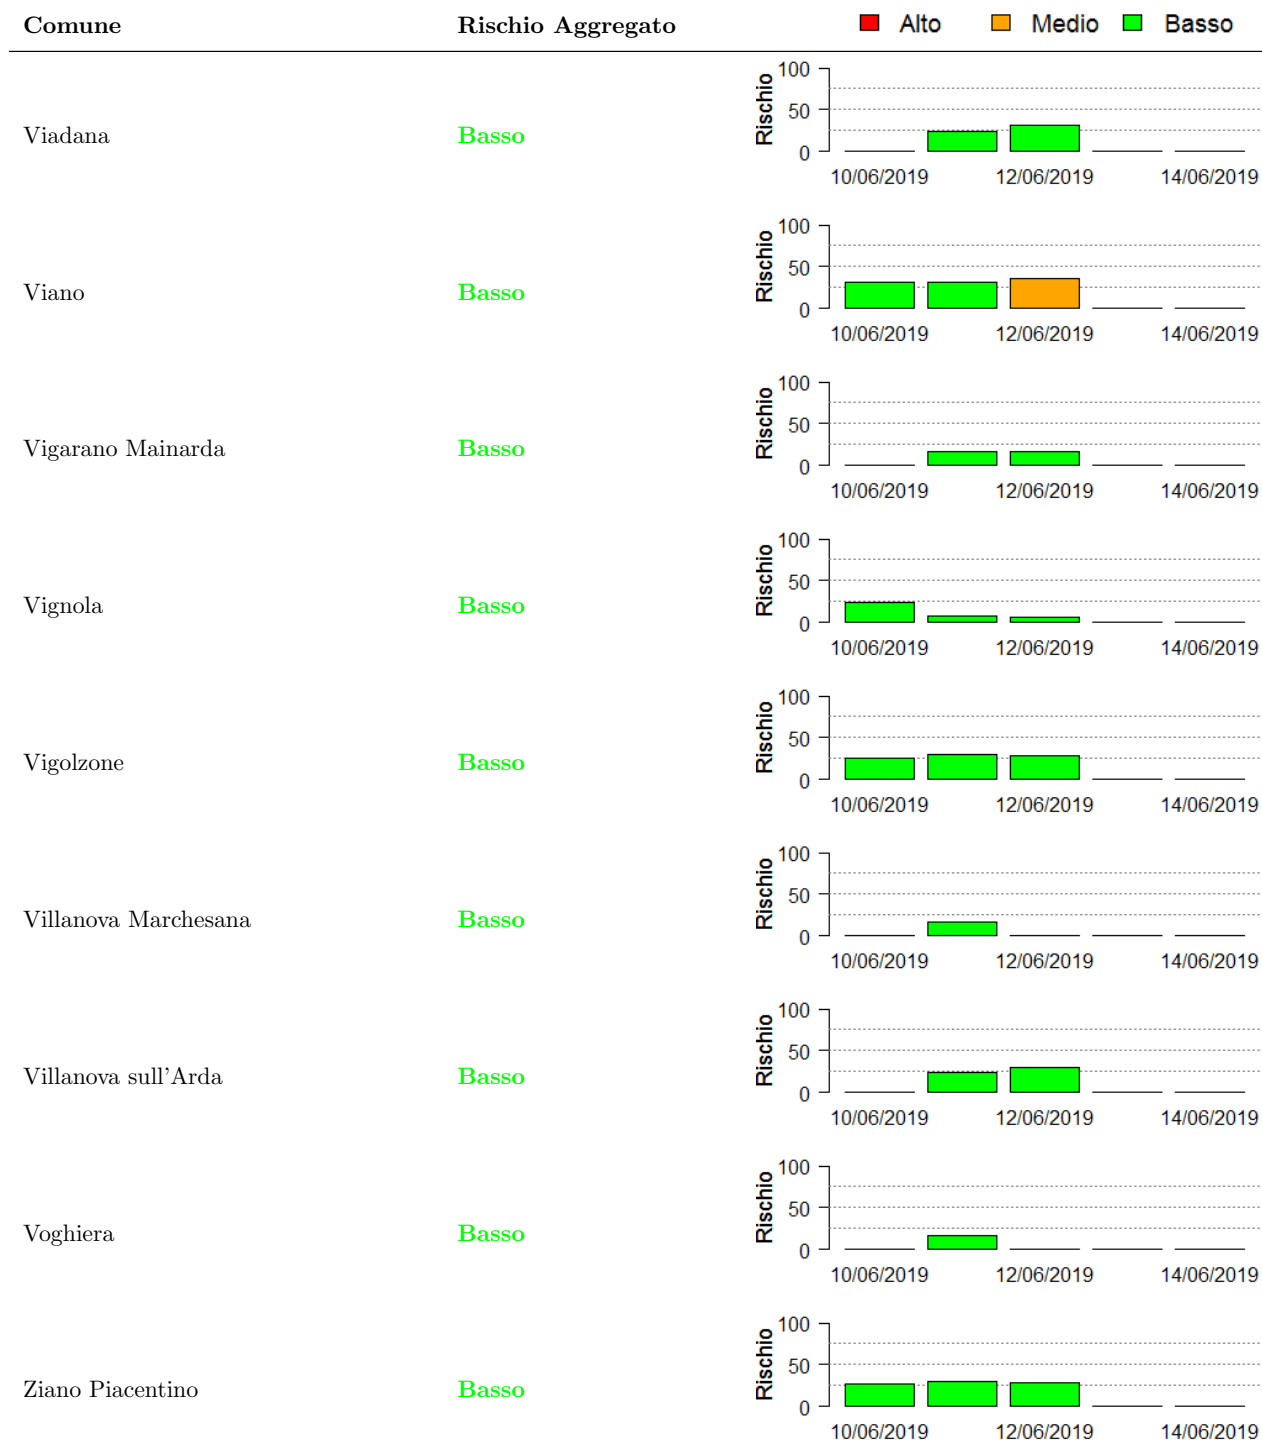 Comune Rischio Aggregato Alto Medio Basso
Viadana Basso Rischio 100 50 0
10/06/2019 12/06/2019 14/06/2019
Viano Basso Rischio 100 50 0
10/06/2019 12/06/2019 14/06/2019
Vigarano Mainarda Basso Rischio 100 50 0
10/06/2019 12/06/2019 14/06/2019
Vignola Basso Rischio 100 50 0
10/06/2019 12/06/2019 14/06/2019
Vigolzone Basso Rischio 100 50 0
10/06/2019 12/06/2019 14/06/2019
Villanova Marchesana Basso Rischio 100 50 0
10/06/2019 12/06/2019 14/06/2019
Villanova sull'Arda Basso Rischio 100 50 0
10/06/2019 12/06/2019 14/06/2019
Voghiera Basso Rischio 100 50 0
10/06/2019 12/06/2019 14/06/2019
Ziano Piacentino Basso Rischio 100 50 0
10/06/2019 12/06/2019 14/06/2019